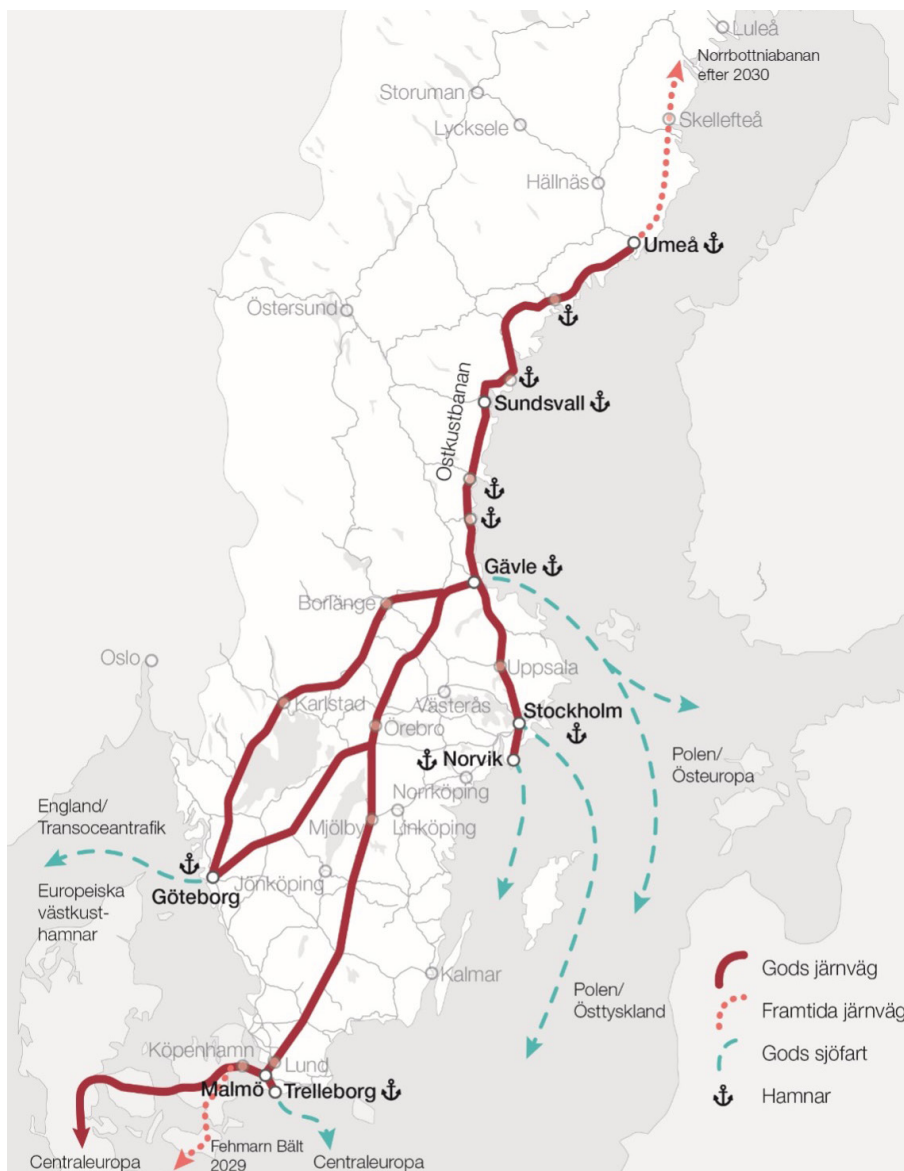 Luleå
Norrbottniabanan
efter 2030
Storuman
Lycksele
Skellefteå
Hällnäs
Umeå
Östersund
Ostkustbanan
Sundsvall
Gävle
Borlänge
Oslo
Uppsala
Karlstad
Västerås
Stockholm
Örebro
Norvik
Polen/
Östeuropa
Norrköping
England/
Transoceantrafik
Mjölby
Linköping
Göteborg
Jönköping
Europeiska
västkust-
hamnar
Kalmar
Polen/
Östtyskland
Gods järnväg
Framtida järnväg
Gods sjöfart
Hamnar
Köpenhamn
Lund
Malmö
Trelleborg
Centraleuropa
Fehmarn Bält
2029
Centraleuropa